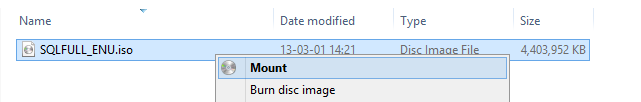 Name Date modified Type Size
SQLFULL_ENU.iso 13-03-01 14:21 Disc Image File 4,403,952 KB
Mount
Burn disc image